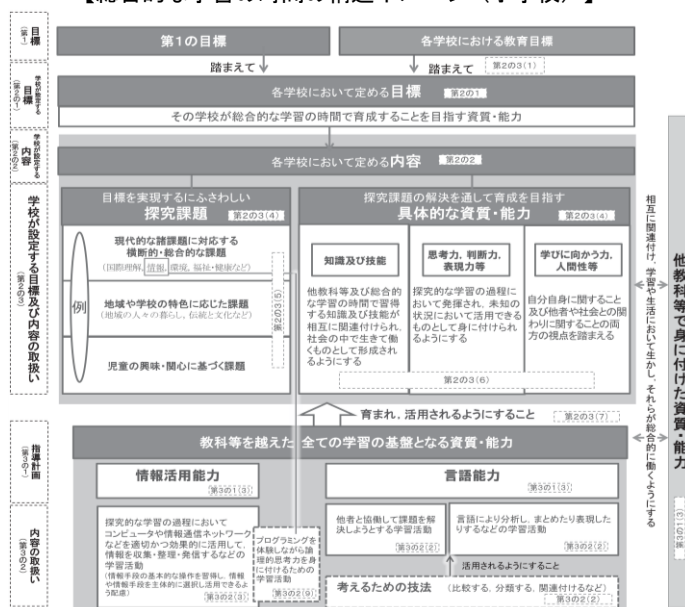 【総合的な学習の時間の構造イメージ(小学校)】
目標
(第1)
第1の目標
各学校における教育目標
踏まえて
踏まえて
第2の3(1)
学校が設定する
目標
(第2の1)
各学校において定める目標 第2の1
その学校が総合的な学習の時間で育成することを目指す資質・能力
学校が設定する
内容
(第2の2)
各学校において定める内容 第2の2
学校が設定する目標及び内容の取扱い
(第2の3)
目標を実現するにふさわしい
探究課題 第2の3(4)
例
現代的な諸課題に対応する
横断的・総合的な課題
(国際理解、情報、環境、福祉・健康など)
地域や学校の特色に応じた課題
(地域の人々の暮らし、伝統と文化など)
児童の興味・関心に基づく課題
第2の3(5)
探究課題の解決を通して育成を目指す
具体的な資質・能力 第2の3(4)
知識及び技能
他教科等及び総合的
な学習の時間で習得
する知識及び技能が
相互に関連付けられ、
社会の中で生きて働
くものとして形成さ
れるようにする
思考力、判断力、
表現力等
探究的な学習の過程に
おいて発揮され、未知の
状況において活用できる
ものとして身に付けられ
るようにする
学びに向かう力、
人間性等
自分自身に関すること
及び他者や社会との関
わりに関することの両
方の視点を踏まえる
第2の3(6)
育まれ、活用されるようにすること 第2の3(7)
指導計画
(第3の1)
教科等を越えた全ての学習の基盤となる資質・能力
内容の取扱い
(第3の2)
情報活用能力
第3の1(3)
探究的な学習の過程において
コンピュータや情報通信ネットワーク
などを適切かつ効果的に活用して、
情報を収集・整理・発信するなどの
学習活動
(情報手段の基本的な操作を習得し、情報
や情報手段を主体的に選択し活用できるよ
う配慮)
第3の2(3)
プログラミングを
体験しながら論理
的思考力を身
に付けるための
学習活動
第3の2(9)
言語能力
第3の1(3)
他者と協働して課題を解
決しようとする学習活動
第3の2(2)
言語により分析し、まとめたり表現した
りするなどの学習活動
第3の2(2)
活用されるようにすること
考えるための技法 (比較する、分類する、関連付けるなど)
第3の2(2)
相互に関連付け、学習や生活において生かし、それらが総合的に働くようにする
他教科等で身に付けた資質・能力
第3の1(3)